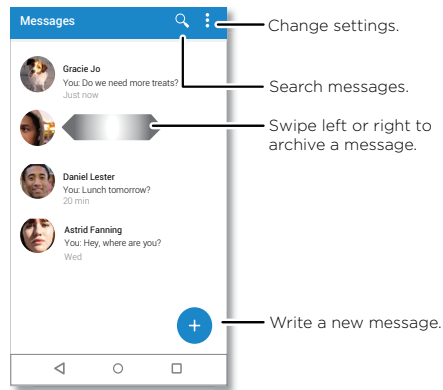 Messages
Change settings.
Gracie Jo
You: Do we need more treats?
Just now
Search messages.
Swipe left or right to
archive a message.
Daniel Lester
You: Lunch tomorrow?
20 min
Astrid Fanning
You: Hey, where are you?
Wed
+
Write a new message.